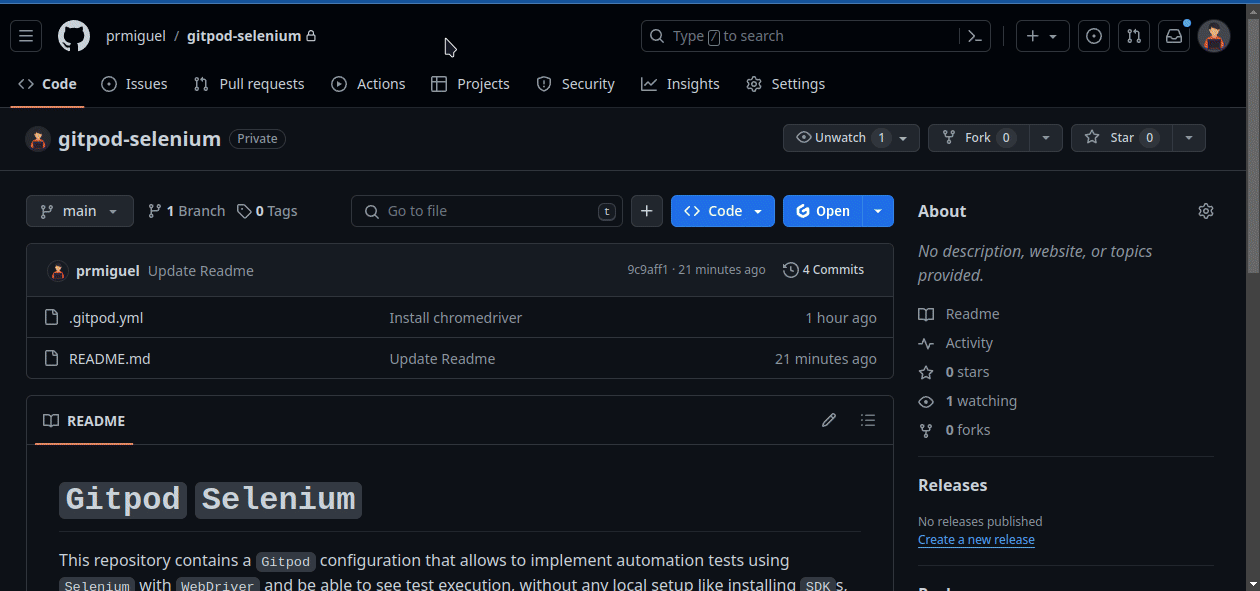 prmiguel / gitpod-selenium
Type / to search
Code Issues Pull requests Actions Projects Security Insights Settings
gitpod-selenium Private
Unwatch 1 Fork 0 Star 0
main 1 Branch 0 Tags Go to file t Code Open
prmiguel Update Readme 9c9aff1 · 21 minutes ago 4 Commits
.gitpod.yml Install chromedriver 1 hour ago
README.md Update Readme 21 minutes ago
README
Gitpod Selenium
This repository contains a Gitpod configuration that allows to implement automation tests using
Selenium with WebDriver and be able to see test execution, without any local setup like installing SDKs,
About
No description, website, or topics
provided.
Readme
Activity
0 stars
1 watching
0 forks
Releases
No releases published
Create a new release